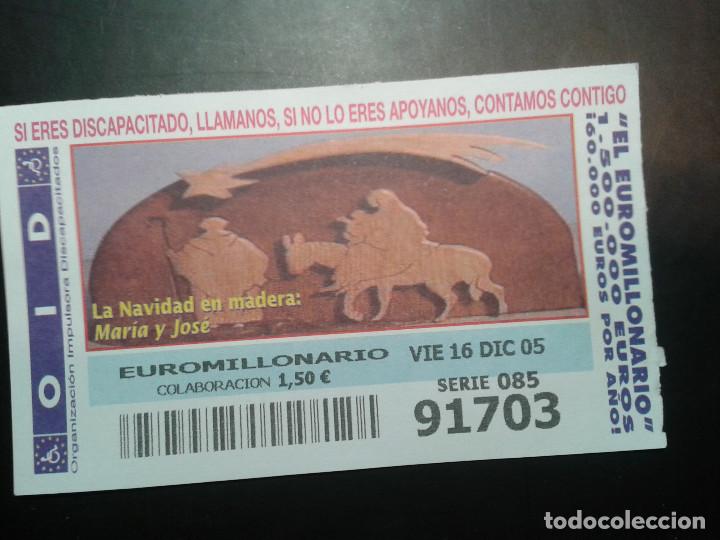 SI ERES DISCAPACITADO, LLAMANOS, SI NO LO ERES APOYANOS, CONTAMOS CONTIGO
O I D
Organización Impulsora Discapacitados
La Navidad en madera:
María y José
EUROMILLONARIO VIE 16 DIC 05
COLABORACION 1,50 €
SERIE 085
91703
"EL EUROMILLONARIO"
1.500.000 EUROS
¡60.000 EUROS POR AÑO!
todocoleccion.net